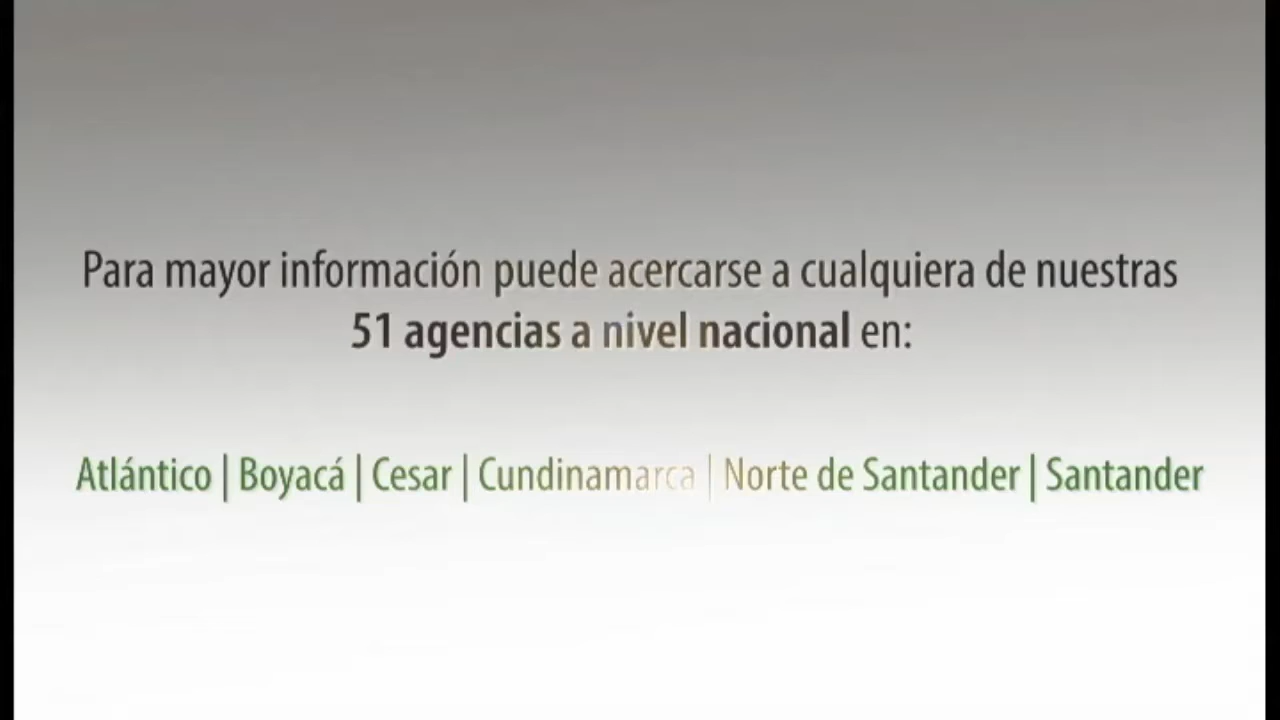 Para mayor información puede acercarse a cualquiera de nuestras
51 agencias a nivel nacional en:
Atlántico | Boyacá | Cesar | Cundinamarca | Norte de Santander | Santander